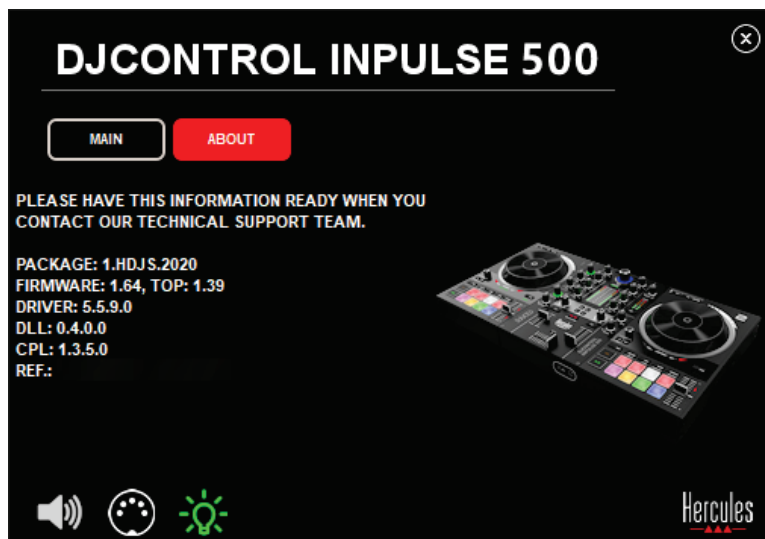 DJCONTROL INPULSE 500
MAIN
ABOUT
PLEASE HAVE THIS INFORMATION READY WHEN YOU
CONTACT OUR TECHNICAL SUPPORT TEAM.
PACKAGE: 1.HDJS.2020
FIRMWARE: 1.64, TOP: 1.39
DRIVER: 5.5.9.0
DLL: 0.4.0.0
CPL: 1.3.5.0
REF.:
Hercules